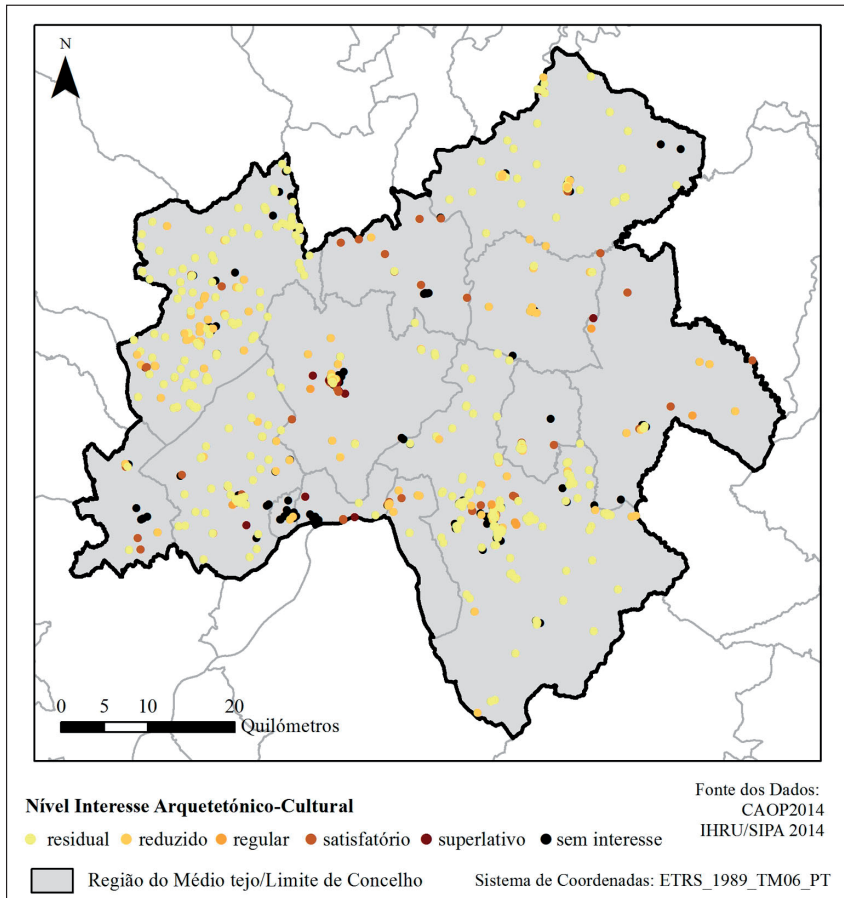 N
0 5 10 20
Quilómetros
Nível Interesse Arquetetónico-Cultural
residual reduzido regular satisfatório superlativo sem interesse
Fonte dos Dados:
CAOP2014
IHRU/SIPA 2014
Região do Médio tejo/Limite de Concelho
Sistema de Coordenadas: ETRS_1989_TM06_PT